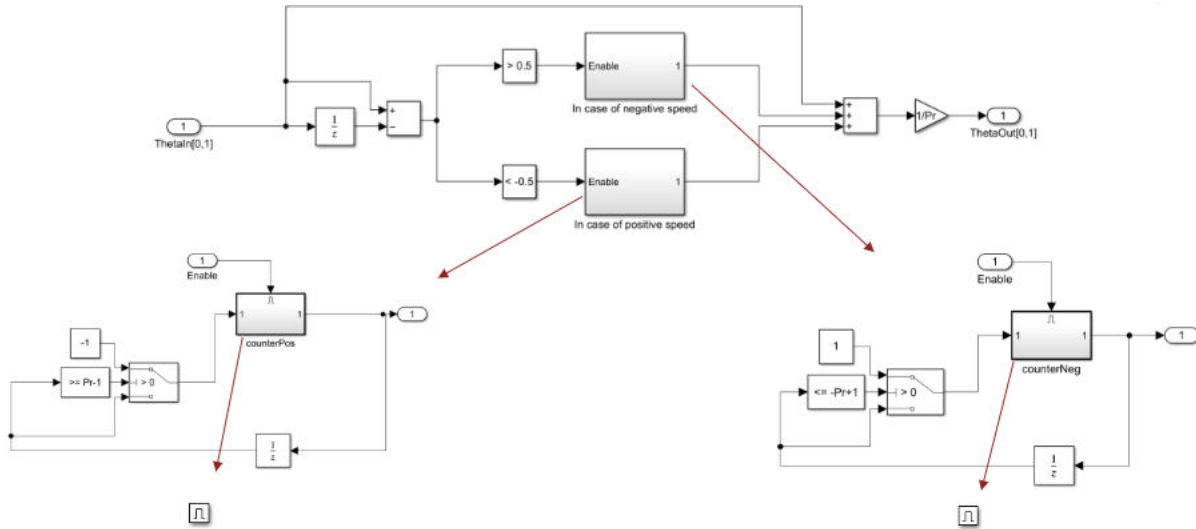 > 0.5
Enable
1
In case of negative speed
1
ThetaIn[0,1]
1
z
+
−
+
+
+
1/Pr
1
ThetaOut[0,1]
< -0.5
Enable
1
In case of positive speed
1
Enable
1
1
counterPos
1
-1
>= Pr-1
> 0
1
z
1
Enable
1
1
counterNeg
1
1
<= -Pr+1
> 0
1
z